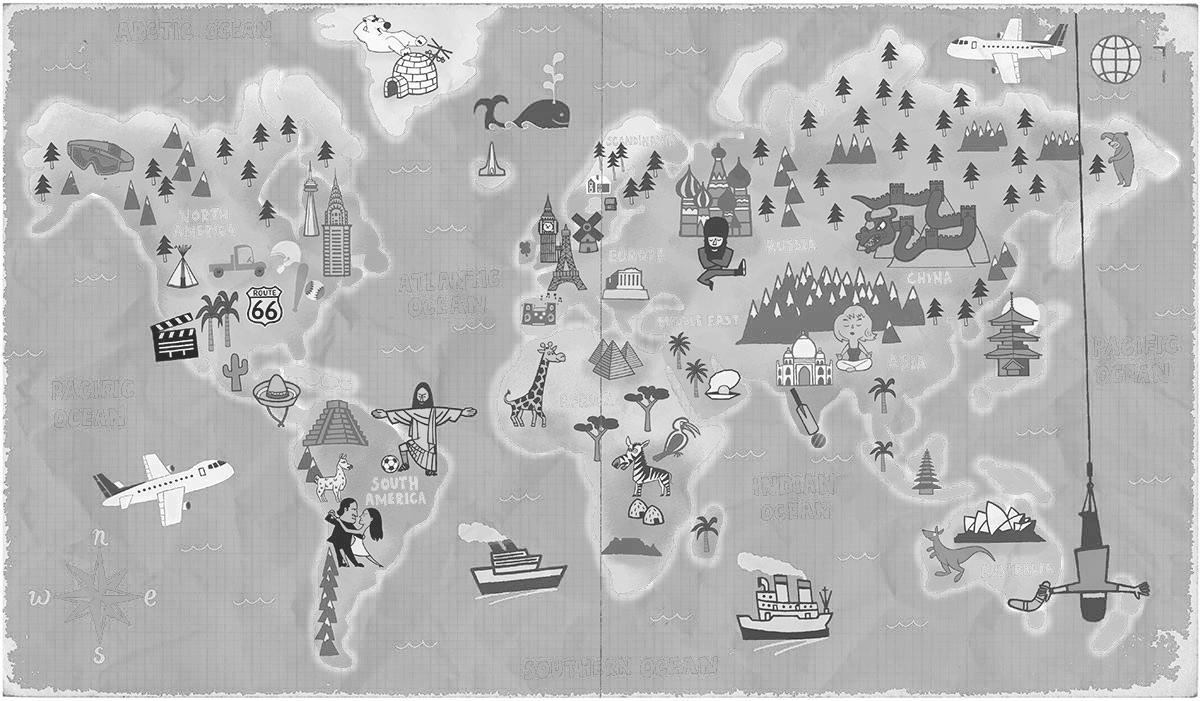 ARCTIC OCEAN
SCANDINAVIA
NORTH
AMERICA
EUROPE
RUSSIA
CHINA
ATLANTIC
OCEAN
ROUTE
66
MIDDLE EAST
PACIFIC
OCEAN
ASIA
PACIFIC
OCEAN
AFRICA
SOUTH
AMERICA
INDIAN
OCEAN
AUSTRALIA
n
w
e
s
SOUTHERN OCEAN